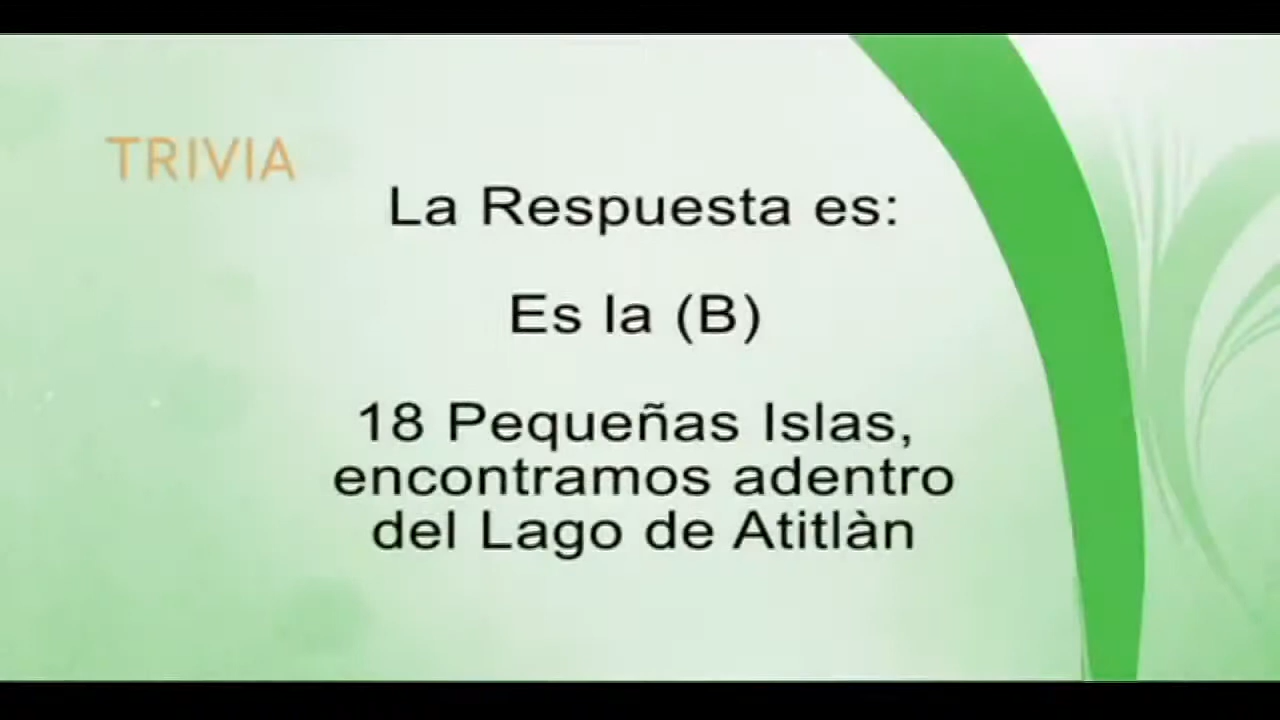 TRIVIA
La Respuesta es:
Es la (B)
18 Pequeñas Islas,
encontramos adentro
del Lago de Atitlàn